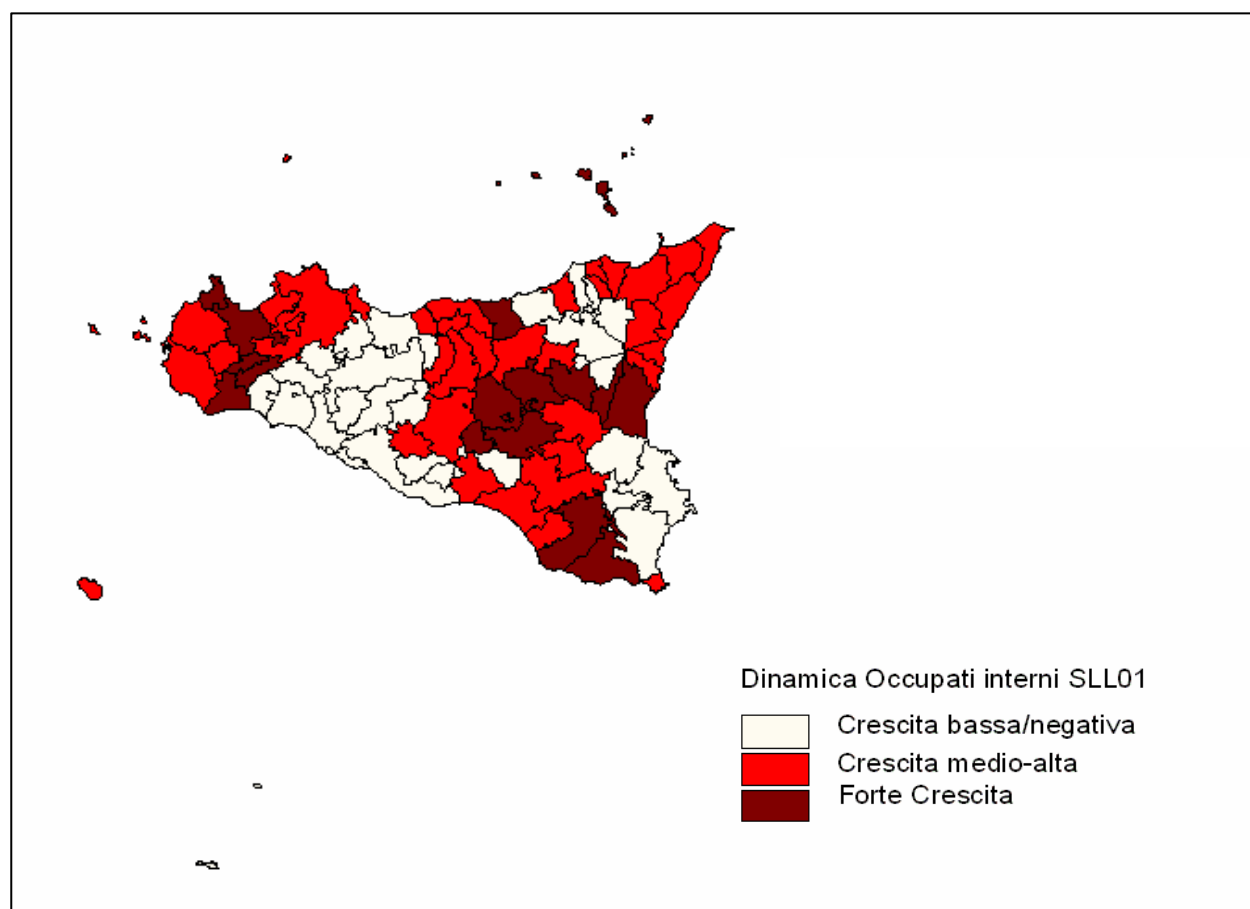 Dinamica Occupati interni SLL01
Crescita bassa/negativa
Crescita medio-alta
Forte Crescita